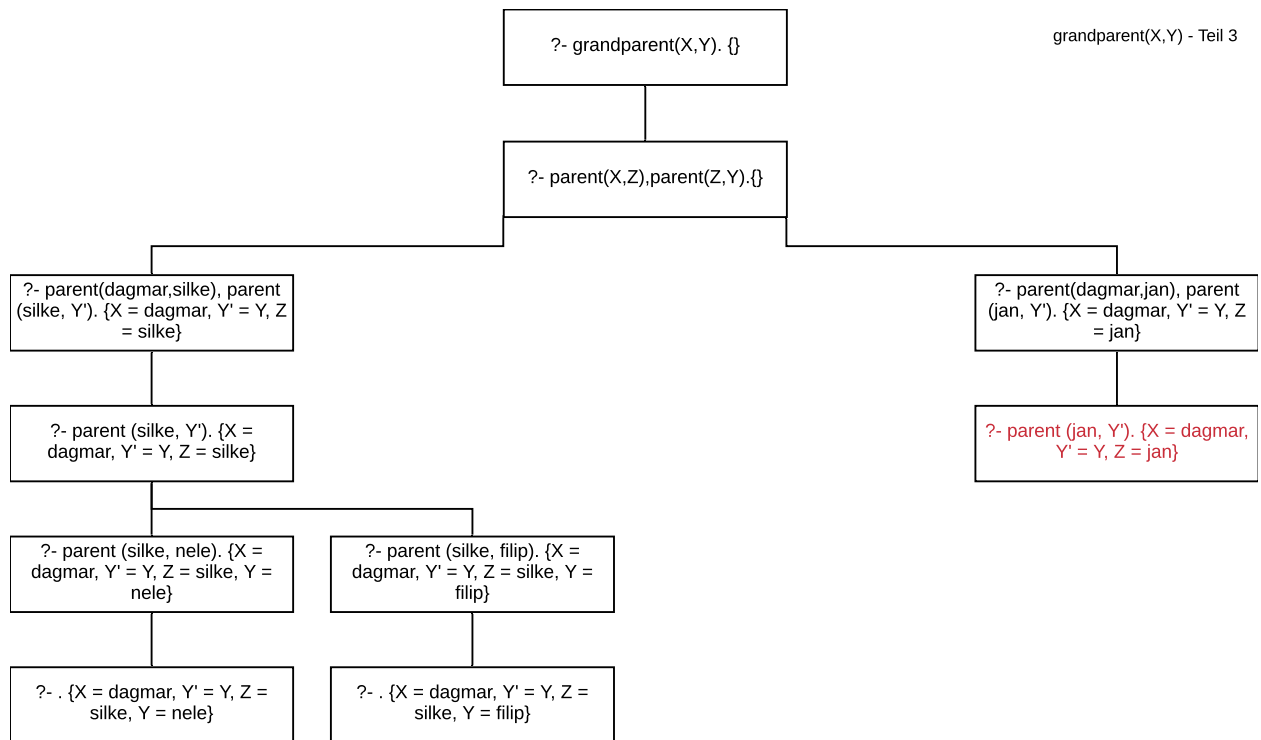 ?- grandparent(X,Y). {}
grandparent(X,Y) - Teil 3
?- parent(X,Z),parent(Z,Y).{}
?- parent(dagmar,silke), parent
(silke, Y'). {X = dagmar, Y' = Y, Z
= silke}
?- parent(dagmar,jan), parent
(jan, Y'). {X = dagmar, Y' = Y, Z
= jan}
?- parent (silke, Y'). {X =
dagmar, Y' = Y, Z = silke}
?- parent (jan, Y'). {X = dagmar,
Y' = Y, Z = jan}
?- parent (silke, nele). {X =
dagmar, Y' = Y, Z = silke, Y =
nele}
?- parent (silke, filip). {X =
dagmar, Y' = Y, Z = silke, Y =
filip}
?- . {X = dagmar, Y' = Y, Z =
silke, Y = nele}
?- . {X = dagmar, Y' = Y, Z =
silke, Y = filip}